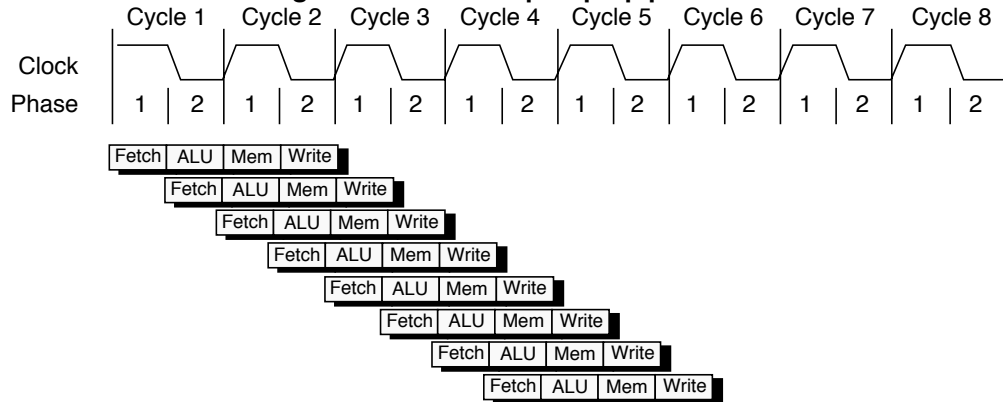 Cycle 1 Cycle 2 Cycle 3 Cycle 4 Cycle 5 Cycle 6 Cycle 7 Cycle 8
Clock
Phase 1 2 1 2 1 2 1 2 1 2 1 2 1 2 1 2
Fetch ALU Mem Write
Fetch ALU Mem Write
Fetch ALU Mem Write
Fetch ALU Mem Write
Fetch ALU Mem Write
Fetch ALU Mem Write
Fetch ALU Mem Write
Fetch ALU Mem Write